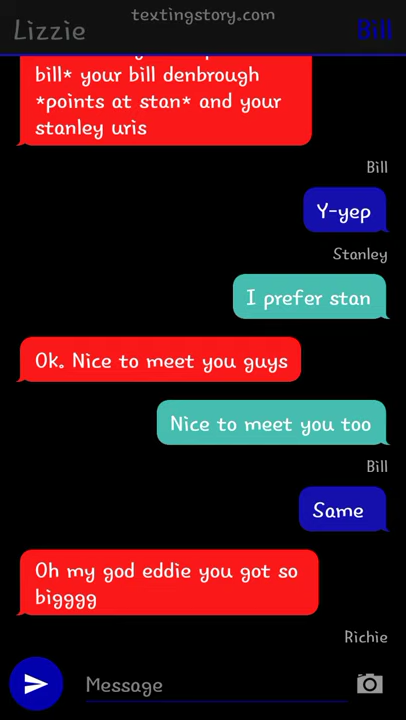 textingstory.com
Lizzie
Bill
bill* your bill denbrough
*points at stan* and your
stanley uris
Bill
Y-yep
Stanley
I prefer stan
Ok. Nice to meet you guys
Nice to meet you too
Bill
Same
Oh my god eddie you got so
bigggg
Richie
Message